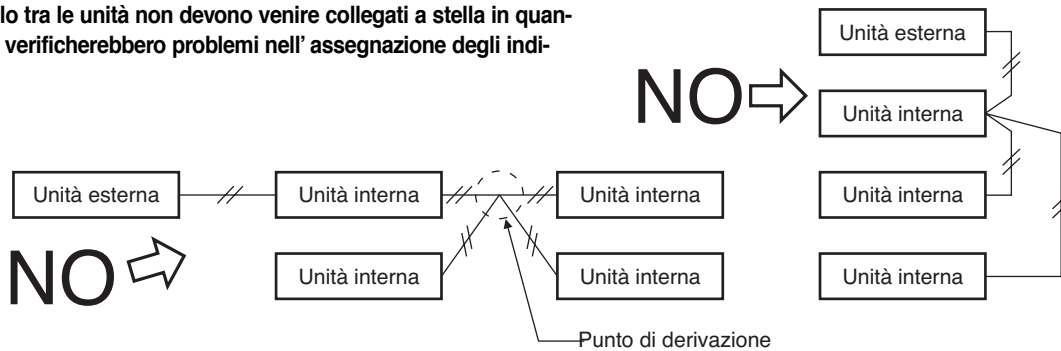 lo tra le unità non devono venire collegati a stella in quan-
verificherebbero problemi nell' assegnazione degli indi-
Unità esterna
NO
Unità interna
Unità interna
Unità interna
Unità esterna
Unità interna
Unità interna
NO
Unità interna
Unità interna
Punto di derivazione